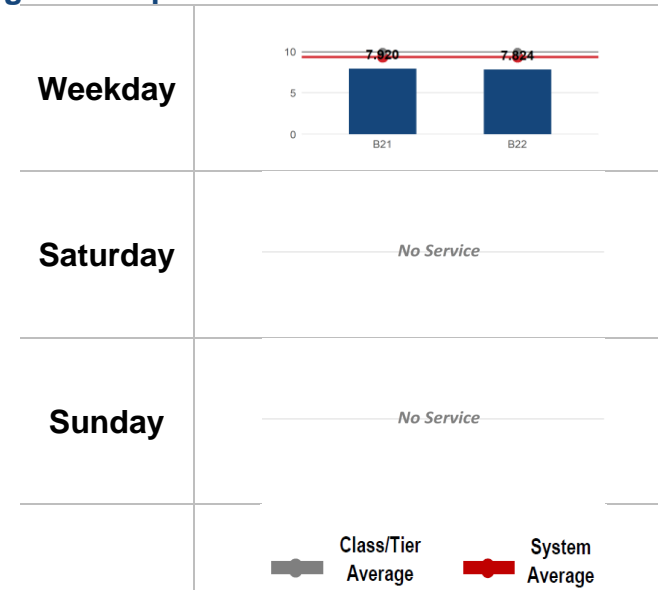 Weekday
10
7.920 7.824
5
0
B21 B22
Saturday
No Service
Sunday
No Service
Class/Tier
Average
System
Average